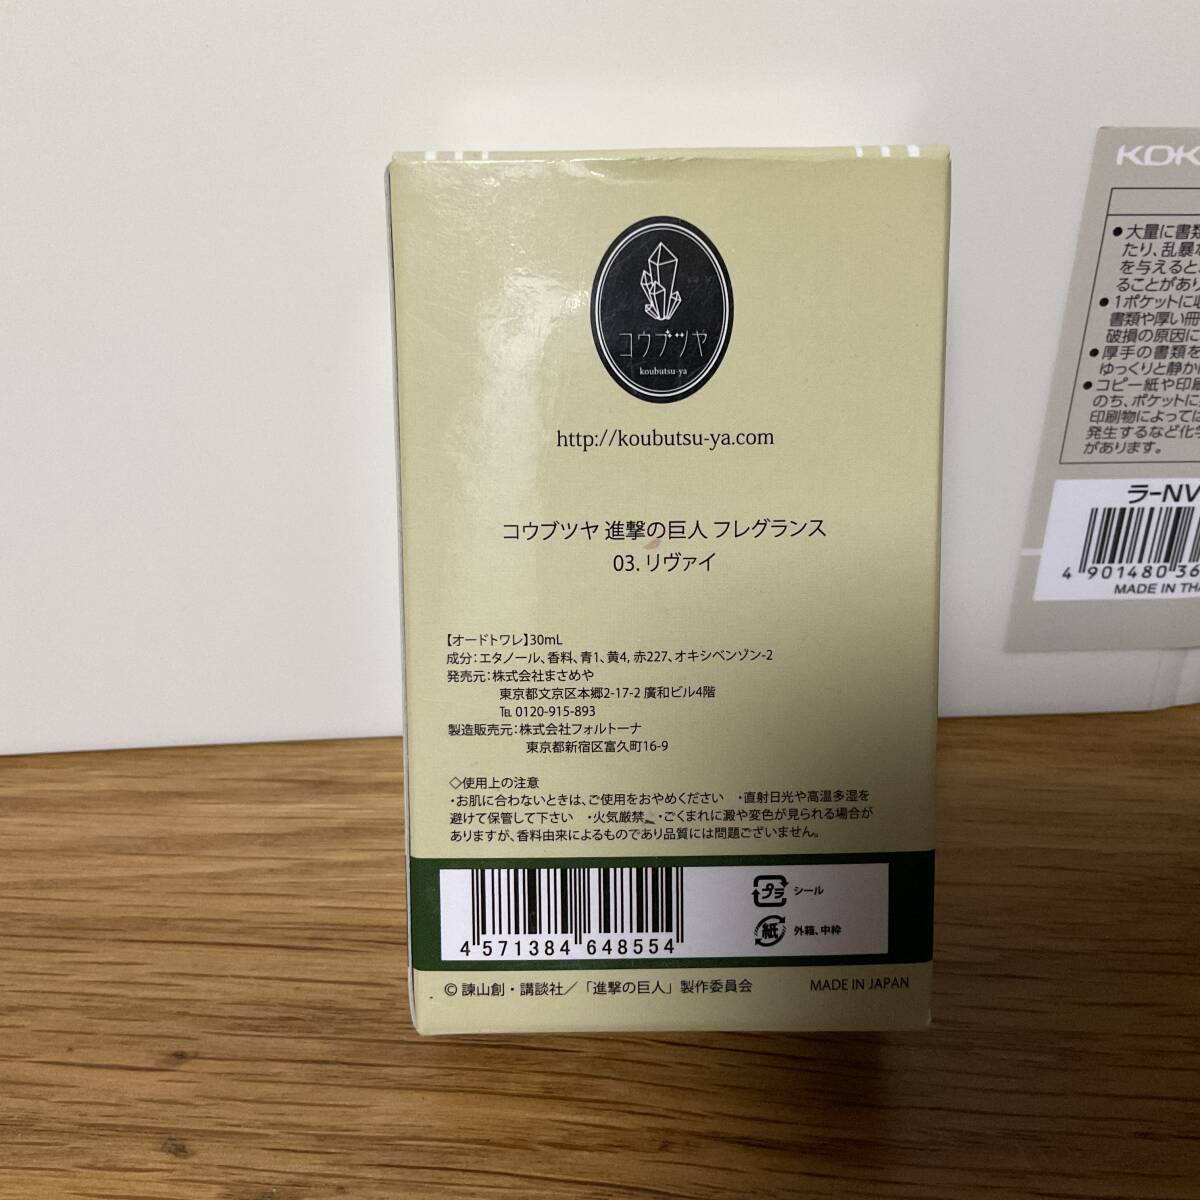 コウブツヤ
koubutsu-ya
http://koubutsu-ya.com
コウブツヤ 進撃の巨人 フレグランス
03. リヴァイ
【オードトワレ】30mL
成分：エタノール、香料、青1、黄4, 赤227、オキシベンゾン-2
発売元：株式会社まさめや
東京都文京区本郷2-17-2 廣和ビル4階
℡ 0120-915-893
製造販売元：株式会社フォルトーナ
東京都新宿区富久町16-9
◇使用上の注意
・お肌に合わないときは、ご使用をおやめください　・直射日光や高温多湿を
避けて保管して下さい　・火気厳禁　・ごくまれに澱や変色が見られる場合が
ありますが、香料由来によるものであり品質には問題ございません。
4 571384 648554
プラ シール
紙 外箱、中枠
© 諫山創・講談社／「進撃の巨人」製作委員会
MADE IN JAPAN
KOK
●大量に書類
たり、乱暴
を与えると
ることがあり
●1ポケットに
書類や厚い冊
破損の原因に
●厚手の書類を
ゆっくりと静か
●コピー紙や印刷
のち、ポケットに
印刷物によっては
発生するなど化学
があります。
ラーNV
4 901480 36
MADE IN THA